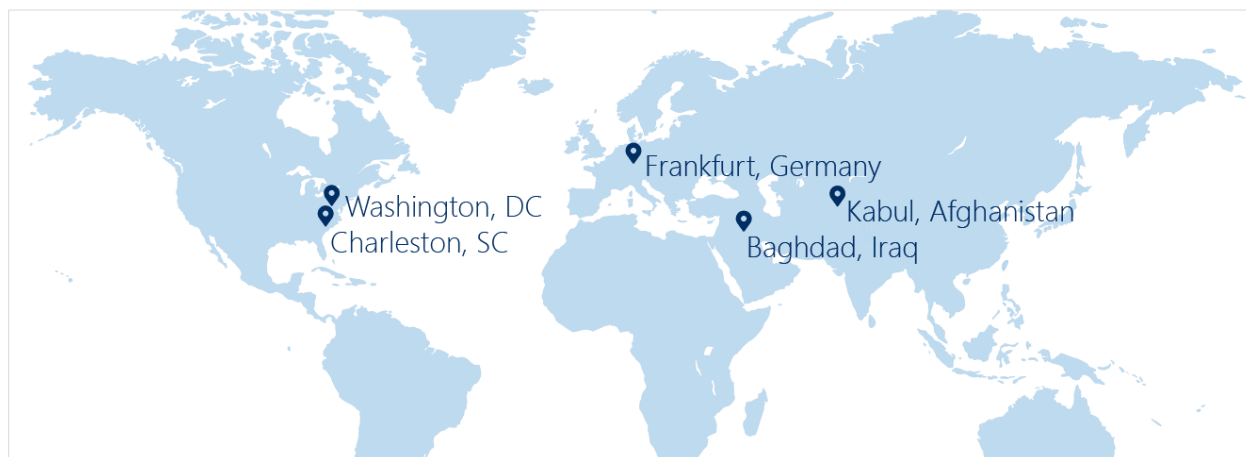 Frankfurt, Germany
Washington, DC
Kabul, Afghanistan
Charleston, SC
Baghdad, Iraq